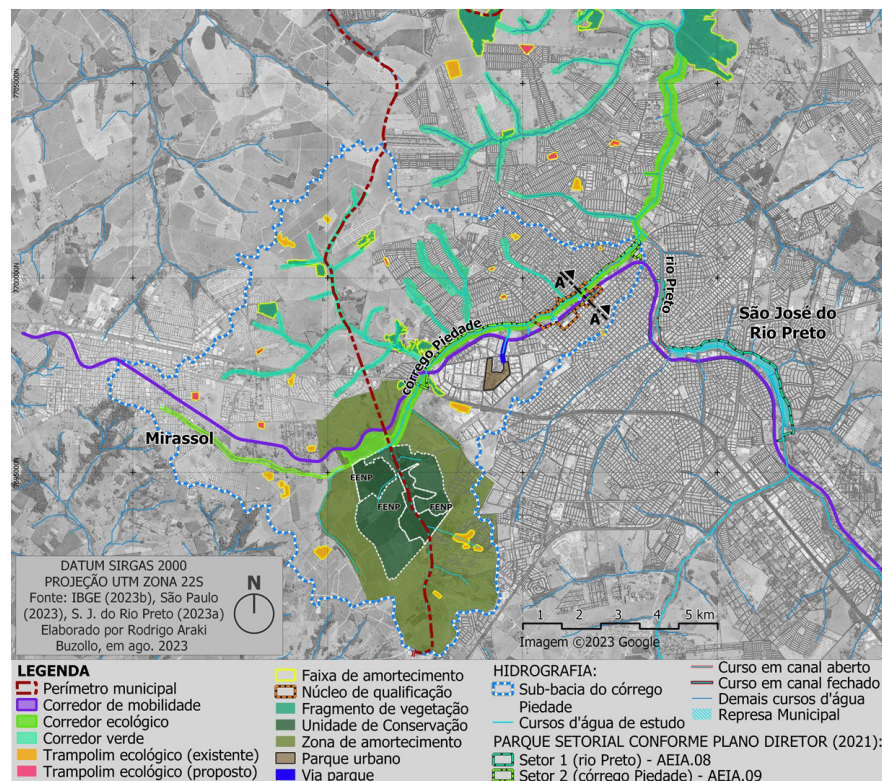 7705000N
7700000N
7695000N
córrego Piedade
A'
A'
rio Preto
São José do
Rio Preto
Mirassol
EENP
FENP
FENP
DATUM SIRGAS 2000
PROJEÇÃO UTM ZONA 22S
Fonte: IBGE (2023b), São Paulo
(2023), S. J. do Rio Preto (2023a)
Elaborado por Rodrigo Araki
Buzollo, em ago. 2023
N
1 2 3 4 5 km
Imagem ©2023 Google
LEGENDA
Perímetro municipal
Corredor de mobilidade
Corredor ecológico
Corredor verde
Trampolim ecológico (existente)
Trampolim ecológico (proposto)
Faixa de amortecimento
Núcleo de qualificação
Fragmento de vegetação
Unidade de Conservação
Zona de amortecimento
Parque urbano
Via parque
HIDROGRAFIA:
Sub-bacia do córrego
Piedade
Cursos d'água de estudo
Curso em canal aberto
Curso em canal fechado
Demais cursos d'água
Represa Municipal
PARQUE SETORIAL CONFORME PLANO DIRETOR (2021):
Setor 1 (rio Preto) - AEIA.08
Setor 2 (córrego Piedade) - AEIA.09